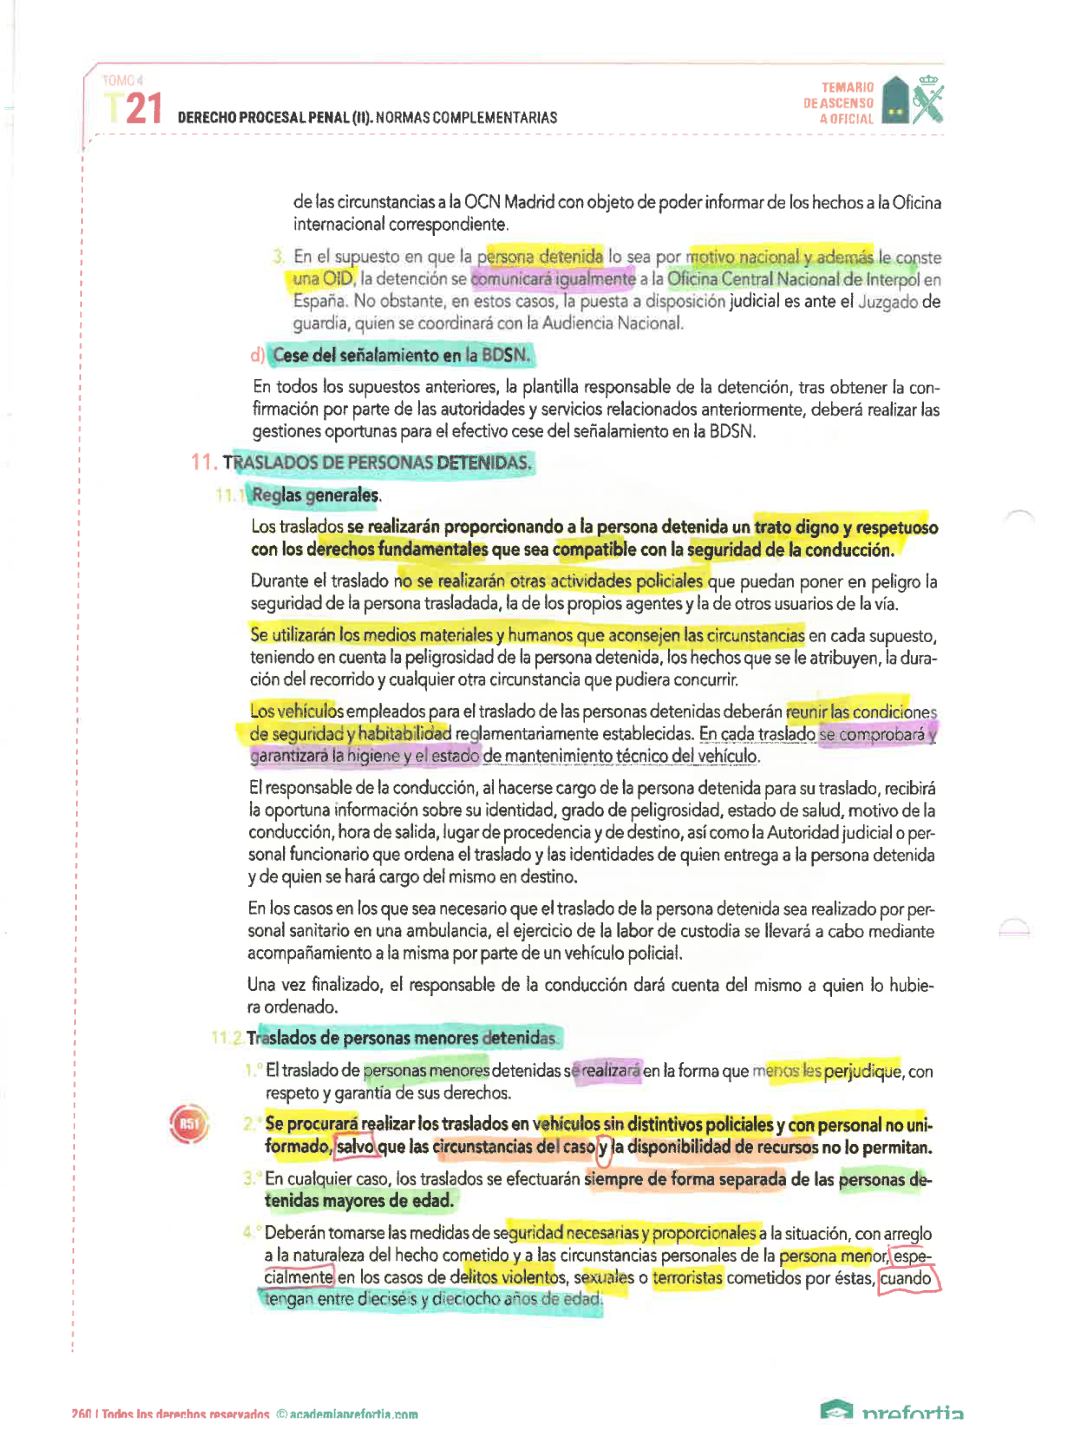 TOMO 4
T21 DERECHO PROCESAL PENAL (II). NORMAS COMPLEMENTARIAS
TEMARIO
DE ASCENSO
A OFICIAL
de las circunstancias a la OCN Madrid con objeto de poder informar de los hechos a la Oficina
internacional correspondiente.
3. En el supuesto en que la persona detenida lo sea por motivo nacional y además le conste
una OID, la detención se comunicará igualmente a la Oficina Central Nacional de Interpol en
España. No obstante, en estos casos, la puesta a disposición judicial es ante el Juzgado de
guardia, quien se coordinará con la Audiencia Nacional.
d) Cese del señalamiento en la BDSN.
En todos los supuestos anteriores, la plantilla responsable de la detención, tras obtener la con-
firmación por parte de las autoridades y servicios relacionados anteriormente, deberá realizar las
gestiones oportunas para el efectivo cese del señalamiento en la BDSN.
11. TRASLADOS DE PERSONAS DETENIDAS.
11.1 Reglas generales.
Los traslados se realizarán proporcionando a la persona detenida un trato digno y respetuoso
con los derechos fundamentales que sea compatible con la seguridad de la conducción.
Durante el traslado no se realizarán otras actividades policiales que puedan poner en peligro la
seguridad de la persona trasladada, la de los propios agentes y la de otros usuarios de la vía.
Se utilizarán los medios materiales y humanos que aconsejen las circunstancias en cada supuesto,
teniendo en cuenta la peligrosidad de la persona detenida, los hechos que se le atribuyen, la dura-
ción del recorrido y cualquier otra circunstancia que pudiera concurrir.
Los vehículos empleados para el traslado de las personas detenidas deberán reunir las condiciones
de seguridad y habitabilidad reglamentariamente establecidas. En cada traslado se comprobará y
garantizará la higiene y el estado de mantenimiento técnico del vehículo.
El responsable de la conducción, al hacerse cargo de la persona detenida para su traslado, recibirá
la oportuna información sobre su identidad, grado de peligrosidad, estado de salud, motivo de la
conducción, hora de salida, lugar de procedencia y de destino, así como la Autoridad judicial o per-
sonal funcionario que ordena el traslado y las identidades de quien entrega a la persona detenida
y de quien se hará cargo del mismo en destino.
En los casos en los que sea necesario que el traslado de la persona detenida sea realizado por per-
sonal sanitario en una ambulancia, el ejercicio de la labor de custodia se llevará a cabo mediante
acompañamiento a la misma por parte de un vehículo policial.
Una vez finalizado, el responsable de la conducción dará cuenta del mismo a quien lo hubie-
ra ordenado.
11.2. Traslados de personas menores detenidas.
1.º El traslado de personas menores detenidas se realizará en la forma que menos les perjudique, con
respeto y garantía de sus derechos.
RS1
2.º Se procurará realizar los traslados en vehículos sin distintivos policiales y con personal no uni-
formado, salvo que las circunstancias del caso y la disponibilidad de recursos no lo permitan.
3.º En cualquier caso, los traslados se efectuarán siempre de forma separada de las personas de-
tenidas mayores de edad.
4.º Deberán tomarse las medidas de seguridad necesarias y proporcionales a la situación, con arreglo
a la naturaleza del hecho cometido y a las circunstancias personales de la persona menor, espe-
cialmente en los casos de delitos violentos, sexuales o terroristas cometidos por éstas, cuando
tengan entre dieciséis y dieciocho años de edad.
260 | Todos los derechos reservados © academiaprefortia.com
prefortia